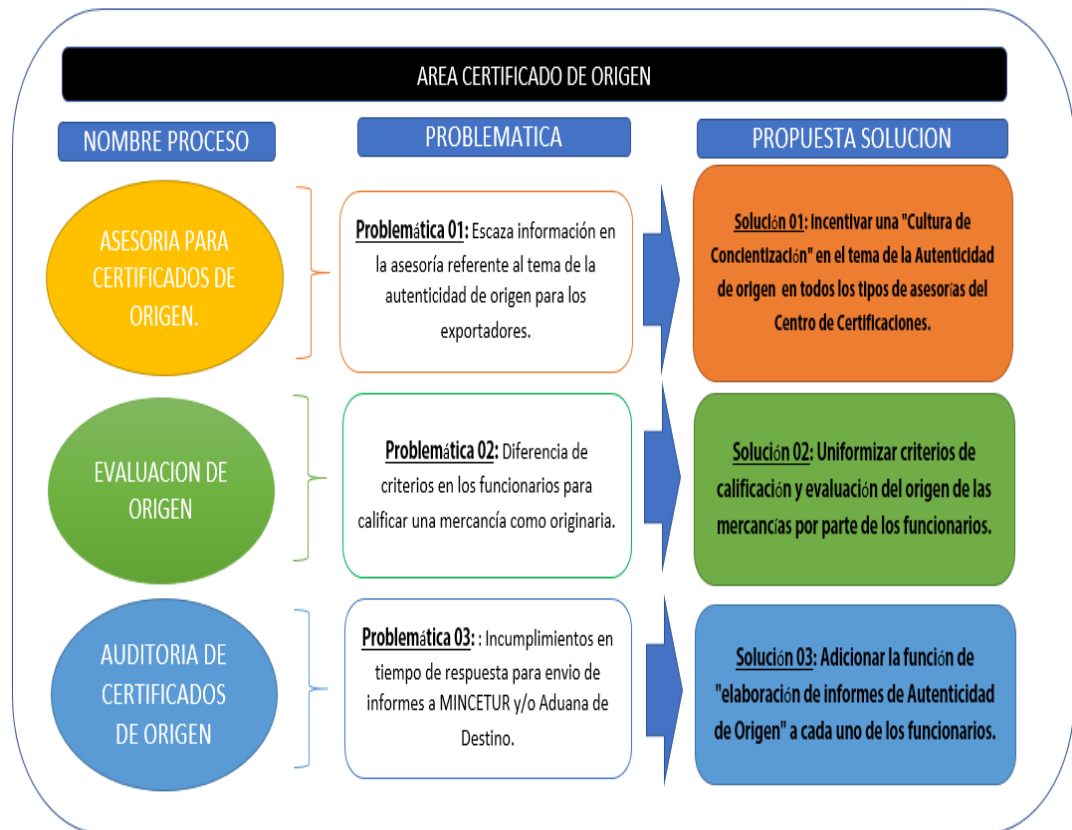 AREA CERTIFICADO DE ORIGEN
NOMBRE PROCESO
PROBLEMATICA
PROPUESTA SOLUCION
ASESORIA PARA
CERTIFICADOS DE
ORIGEN.
Problemática 01: Escaza información en
la asesoría referente al tema de la
autenticidad de origen para los
exportadores.
Solución 01: Incentivar una "Cultura de
Concientización" en el tema de la Autenticidad
de origen en todos los tipos de asesorías del
Centro de Certificaciones.
EVALUACION DE
ORIGEN
Problemática 02: Diferencia de
criterios en los funcionarios para
calificar una mercancía como originaria.
Solución 02: Uniformizar criterios de
calificación y evaluación del origen de las
mercancías por parte de los funcionarios.
AUDITORIA DE
CERTIFICADOS
DE ORIGEN
Problemática 03: : Incumplimientos en
tiempo de respuesta para envio de
informes a MINCETUR y/o Aduana de
Destino.
Solución 03: Adicionar la función de
"elaboración de informes de Autenticidad
de Origen" a cada uno de los funcionarios.